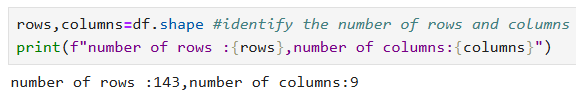 rows,columns=df.shape #identify the number of rows and columns
print(f"number of rows :{rows},number of columns:{columns}")
number of rows :143,number of columns:9